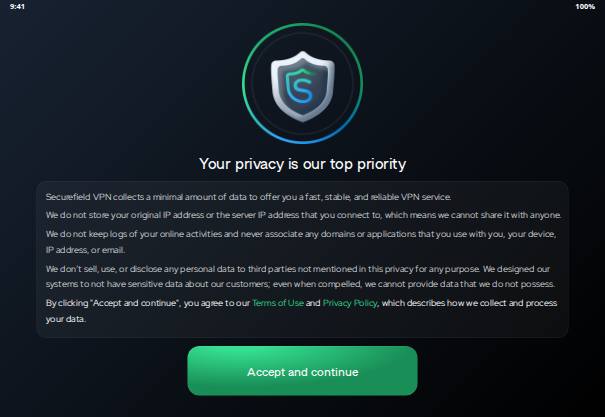 9:41
100%
Your privacy is our top priority
Securefield VPN collects a minimal amount of data to offer you a fast, stable, and reliable VPN service.
We do not store your original IP address or the server IP address that you connect to, which means we cannot share it with anyone.
We do not keep logs of your online activities and never associate any domains or applications that you use with you, your device,
IP address, or email.
We don't sell, use, or disclose any personal data to third parties not mentioned in this privacy for any purpose. We designed our
systems to not have sensitive data about our customers; even when compelled, we cannot provide data that we do not possess.
By clicking "Accept and continue", you agree to our Terms of Use and Privacy Policy, which describes how we collect and process
your data.
Accept and continue